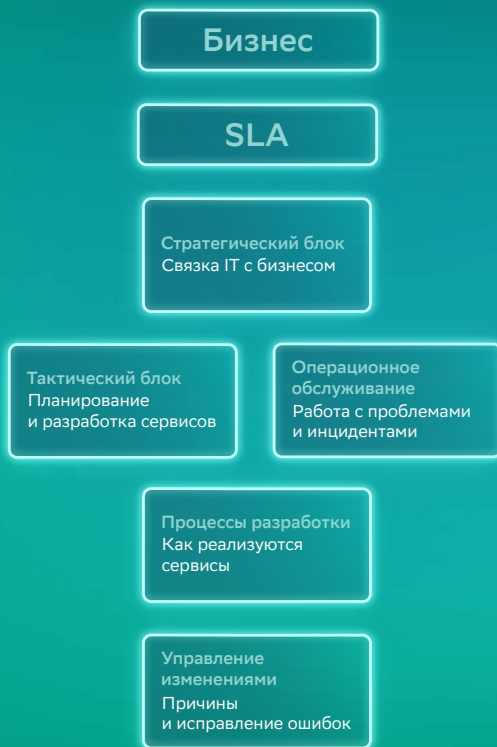 Бизнес
SLA
Стратегический блок
Связка IT с бизнесом
Тактический блок
Планирование
и разработка сервисов
Операционное
обслуживание
Работа с проблемами
и инцидентами
Процессы разработки
Как реализуются
сервисы
Управление
изменениями
Причины
и исправление ошибок